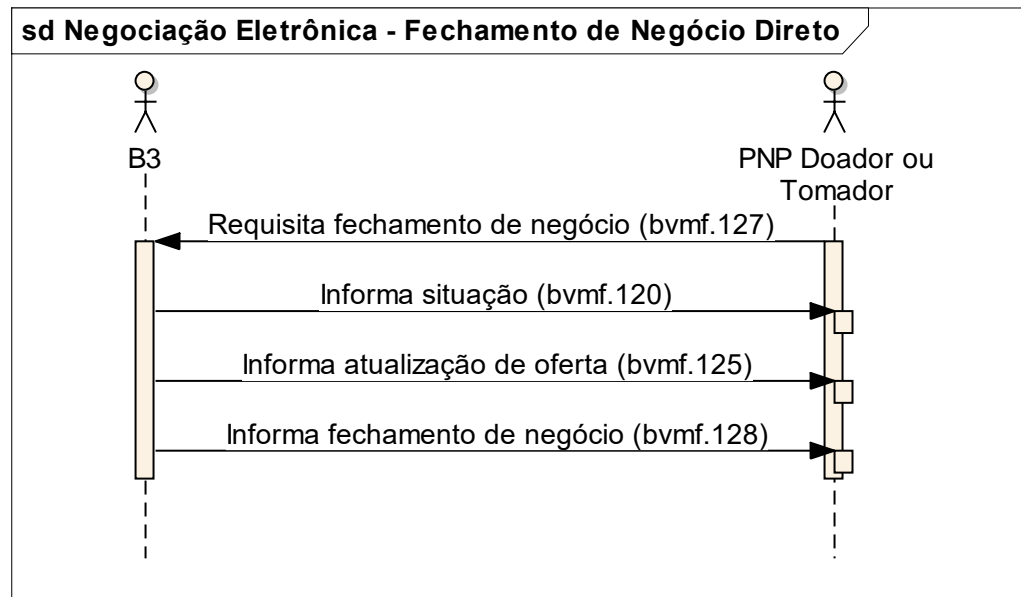 sd Negociação Eletrônica - Fechamento de Negócio Direto
B3
PNP Doador ou
Tomador
Requisita fechamento de negócio (bvmf.127)
Informa situação (bvmf.120)
Informa atualização de oferta (bvmf.125)
Informa fechamento de negócio (bvmf.128)